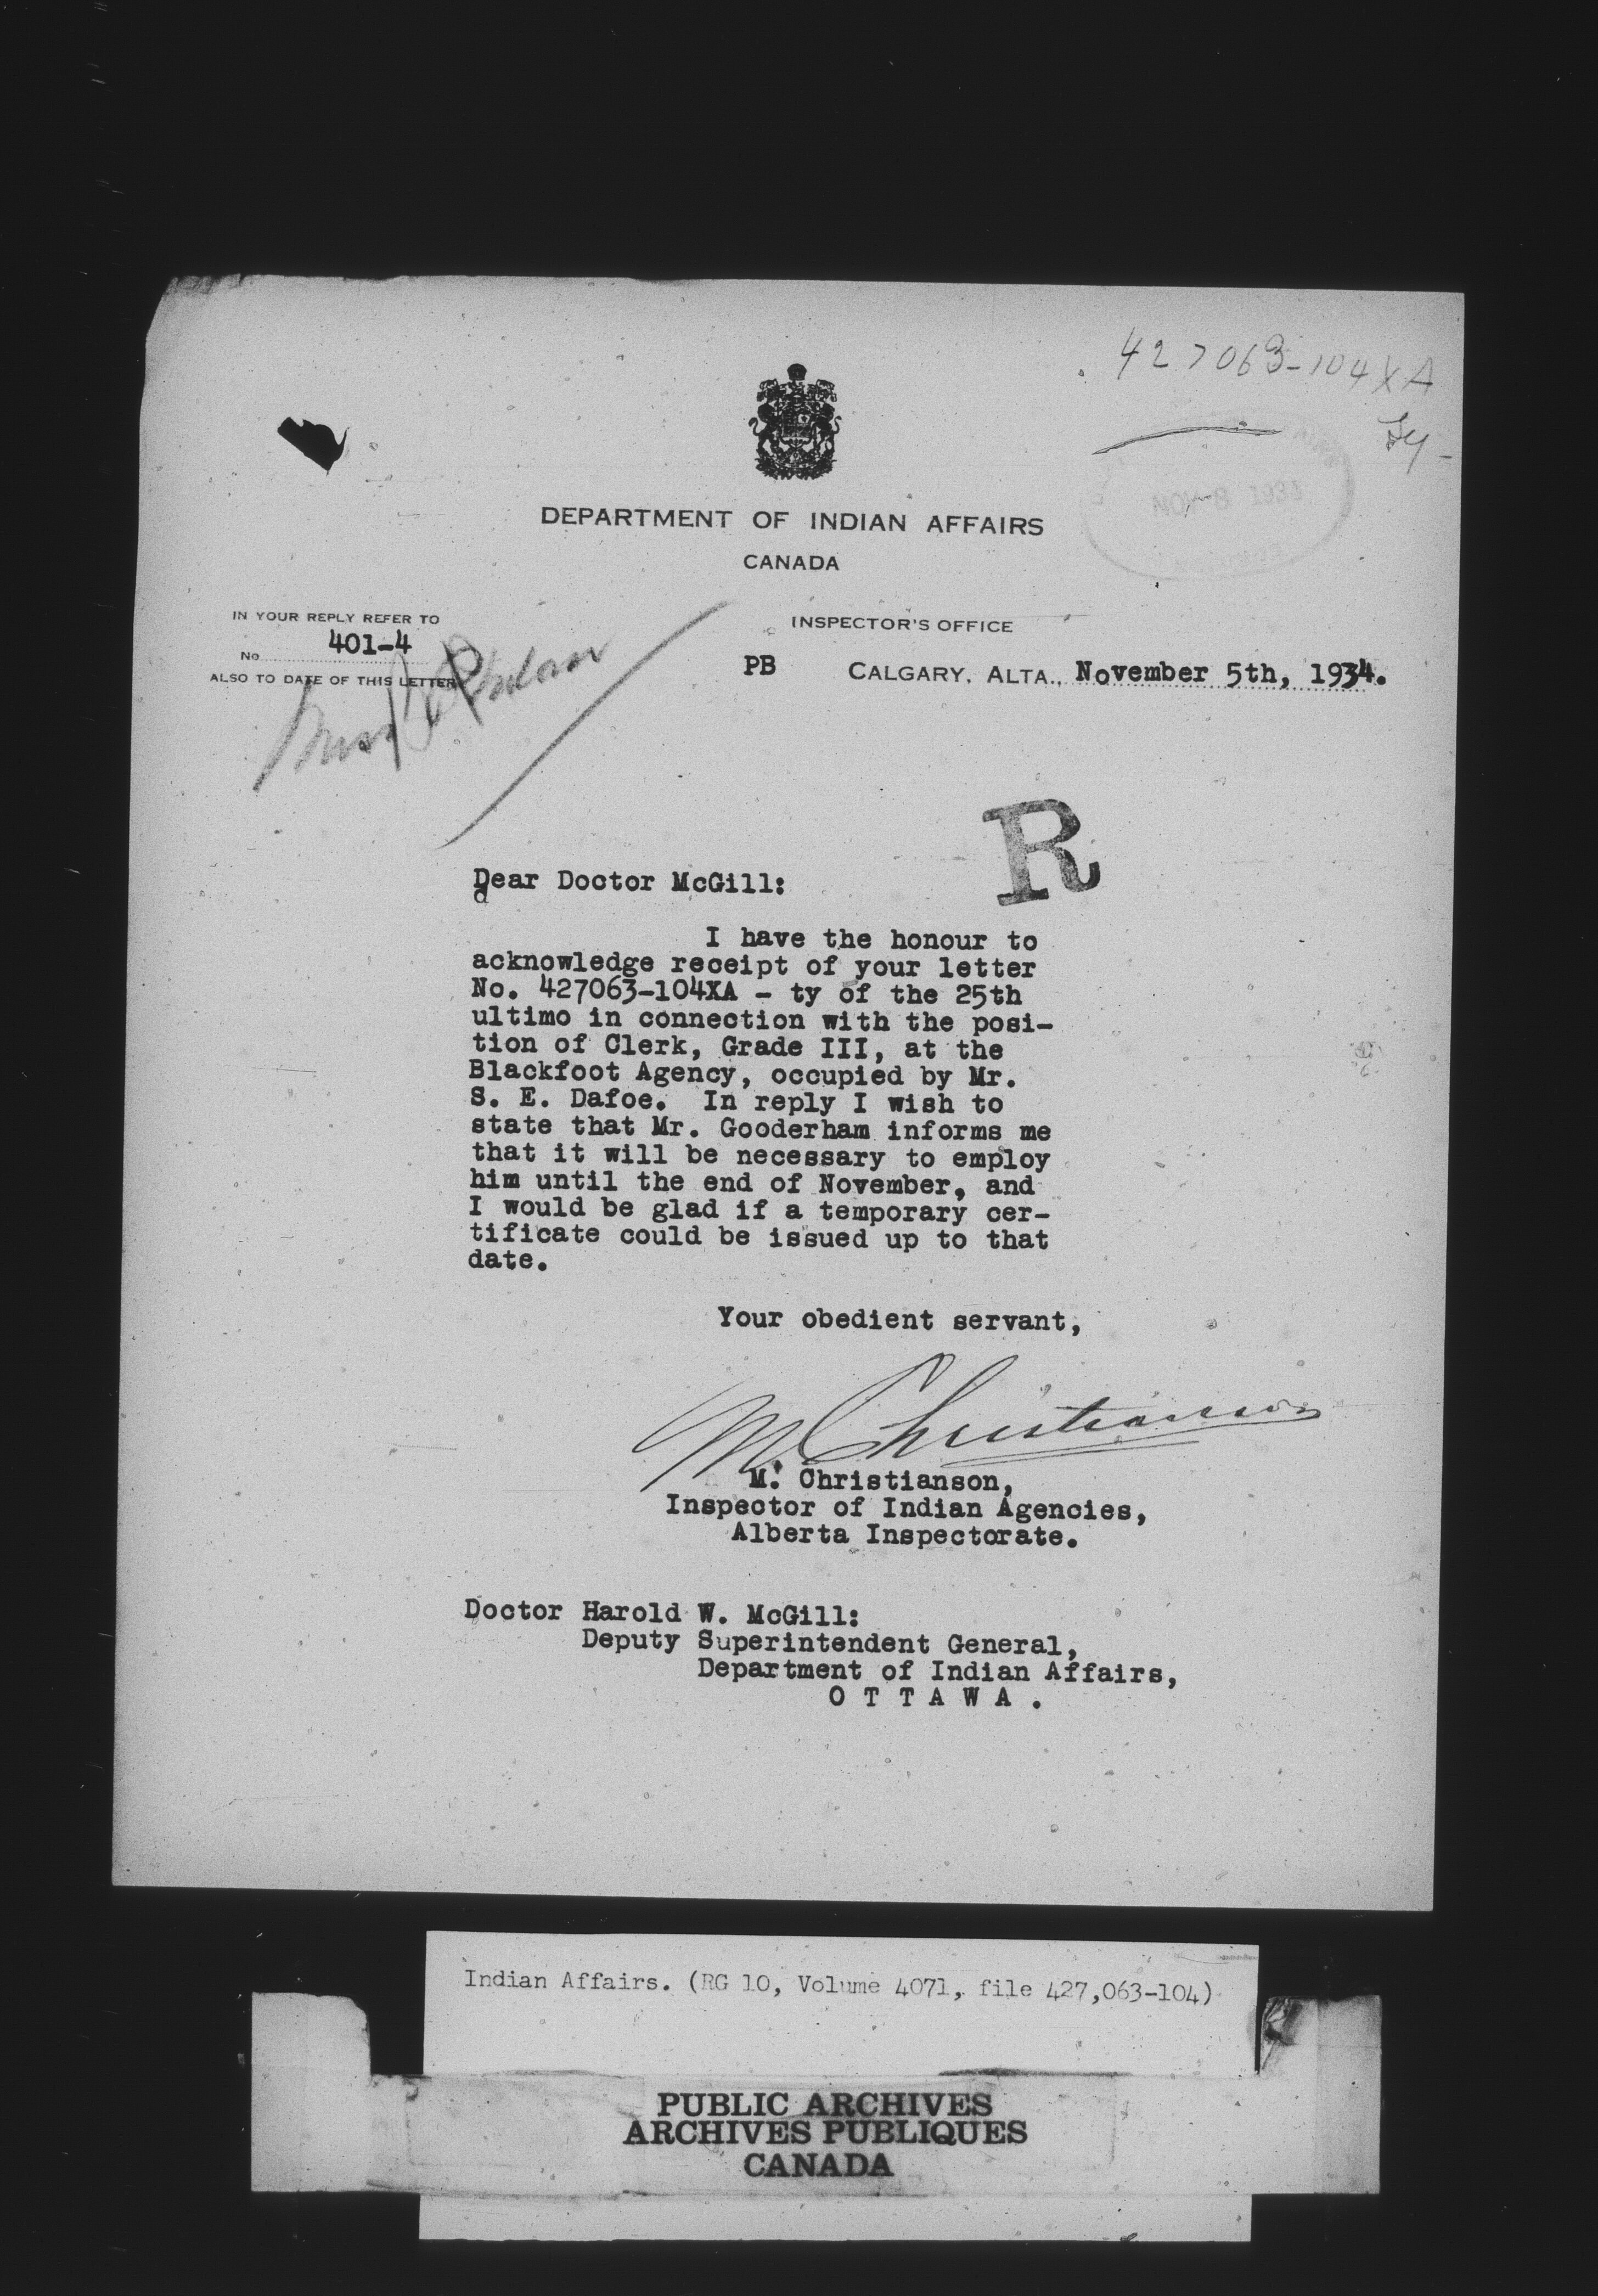 427063-104XA
Ty-
NOV-8 193
DEPARTMENT OF INDIAN AFFAIRS
CANADA
IN YOUR REPLY REFER TO
No. 401-4
ALSO TO DATE OF THIS LETTER
INSPECTOR'S OFFICE
PB CALGARY, ALTA., November 5th, 1934.
R
Dear Doctor McGill:
I have the honour to
acknowledge receipt of your letter
No. 427063-104XA - ty of the 25th
ultimo in connection with the posi-
tion of Clerk, Grade III, at the
Blackfoot Agency, occupied by Mr.
S. E. Dafoe. In reply I wish to
state that Mr. Gooderham informs me
that it will be necessary to employ
him until the end of November, and
I would be glad if a temporary cer-
tificate could be issued up to that
date.
Your obedient servant,
M Christianson
M. Christianson,
Inspector of Indian Agencies,
Alberta Inspectorate.
Doctor Harold W. McGill:
Deputy Superintendent General,
Department of Indian Affairs,
O T T A W A .
Indian Affairs. (RG 10, Volume 4071, file 427,063-104)
PUBLIC ARCHIVES
ARCHIVES PUBLIQUES
CANADA